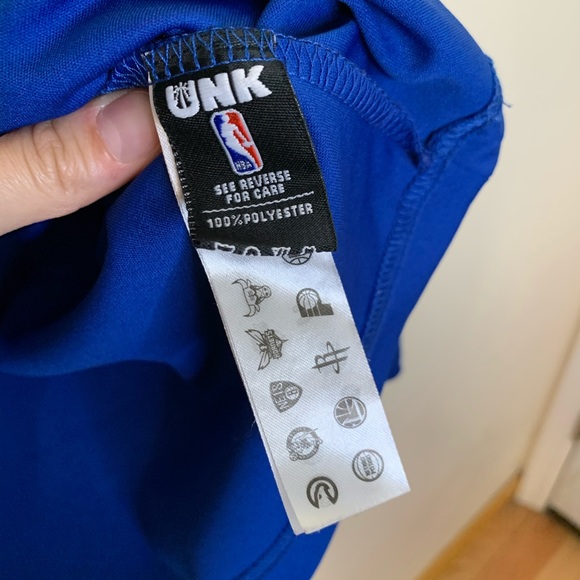 UNK
NBA
SEE REVERSE
FOR CARE
100% POLYESTER